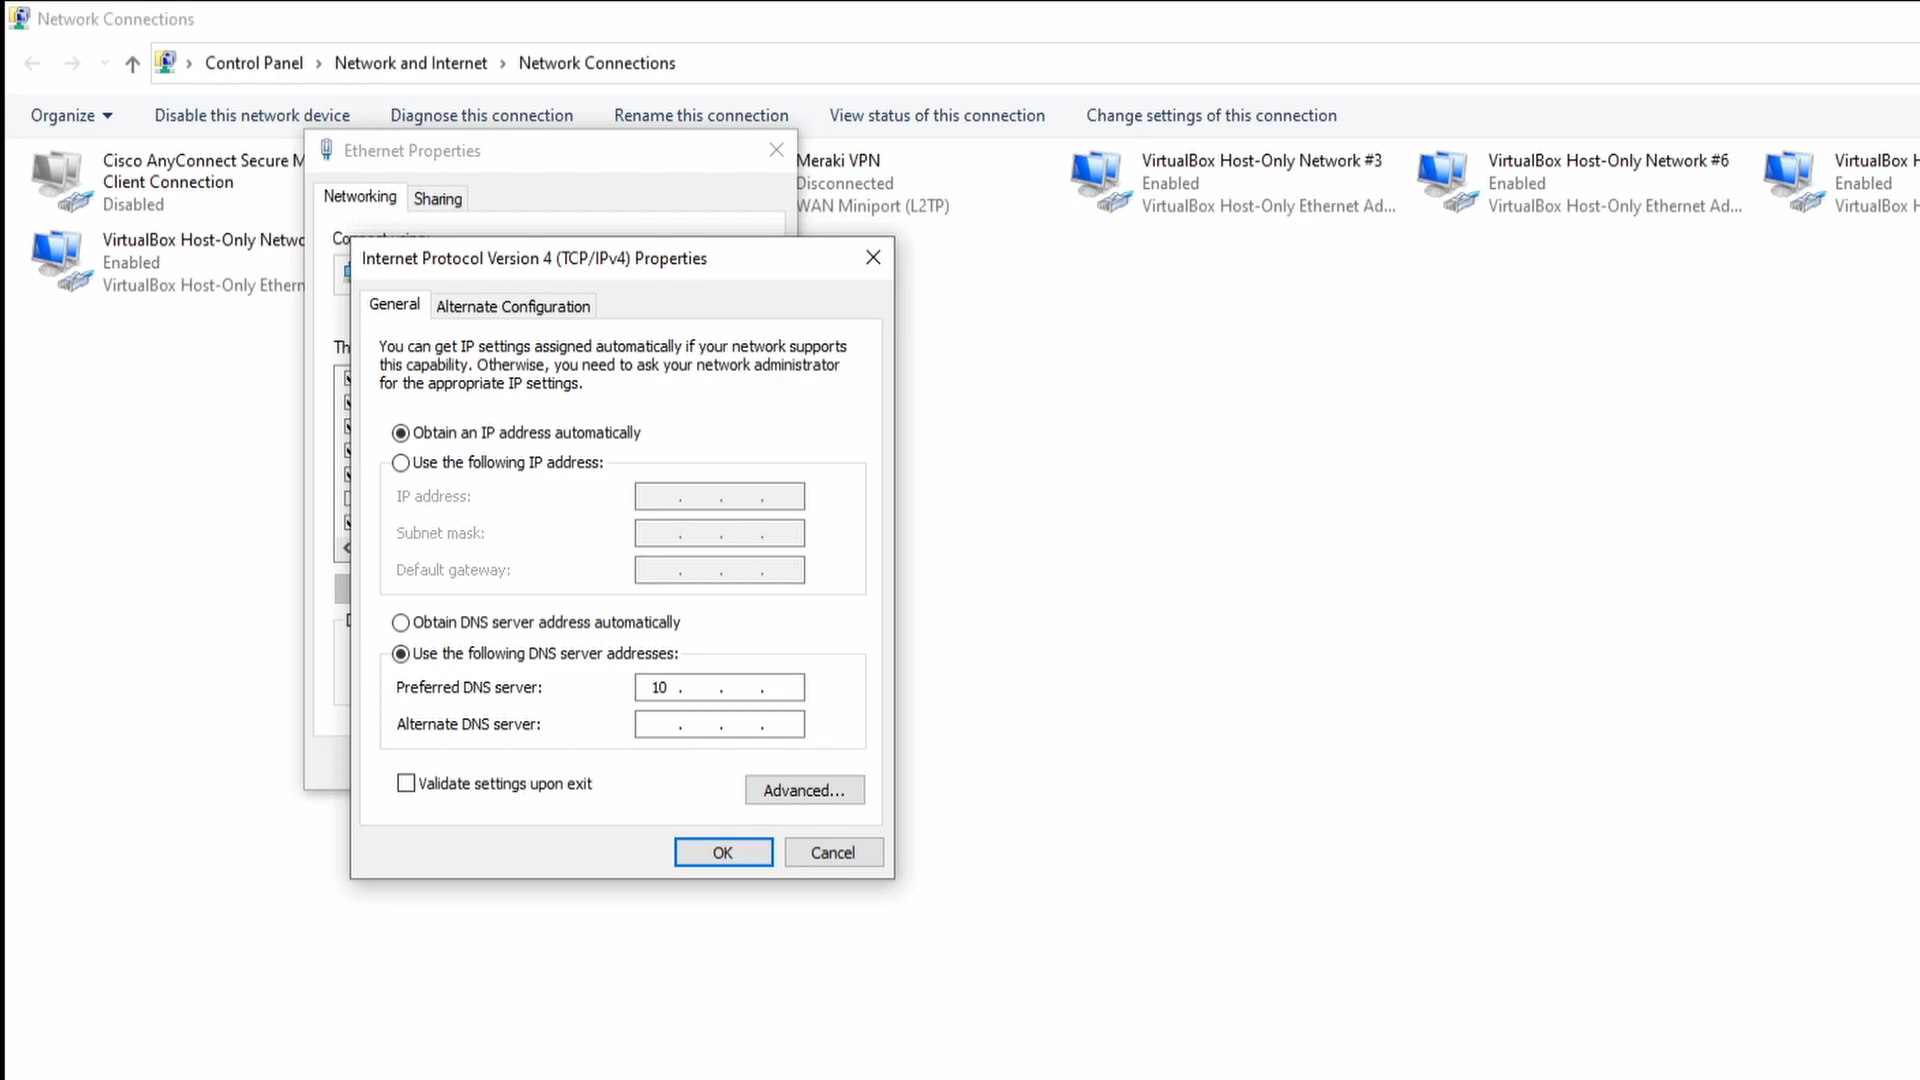 Network Connections
Control Panel > Network and Internet > Network Connections
Organize Disable this network device Diagnose this connection Rename this connection View status of this connection Change settings of this connection
Cisco AnyConnect Secure M
Client Connection
Disabled
VirtualBox Host-Only Netwo
Enabled
VirtualBox Host-Only Ethern
Meraki VPN
Disconnected
WAN Miniport (L2TP)
VirtualBox Host-Only Network #3
Enabled
VirtualBox Host-Only Ethernet Ad...
VirtualBox Host-Only Network #6
Enabled
VirtualBox Host-Only Ethernet Ad...
VirtualBox H
Enabled
VirtualBox H
Ethernet Properties
Networking Sharing
Th
Internet Protocol Version 4 (TCP/IPv4) Properties
General Alternate Configuration
You can get IP settings assigned automatically if your network supports
this capability. Otherwise, you need to ask your network administrator
for the appropriate IP settings.
Obtain an IP address automatically
Use the following IP address:
IP address: . . .
Subnet mask: . . .
Default gateway: . . .
Obtain DNS server address automatically
Use the following DNS server addresses:
Preferred DNS server: 10 . . .
Alternate DNS server: . . .
Validate settings upon exit
Advanced...
OK Cancel